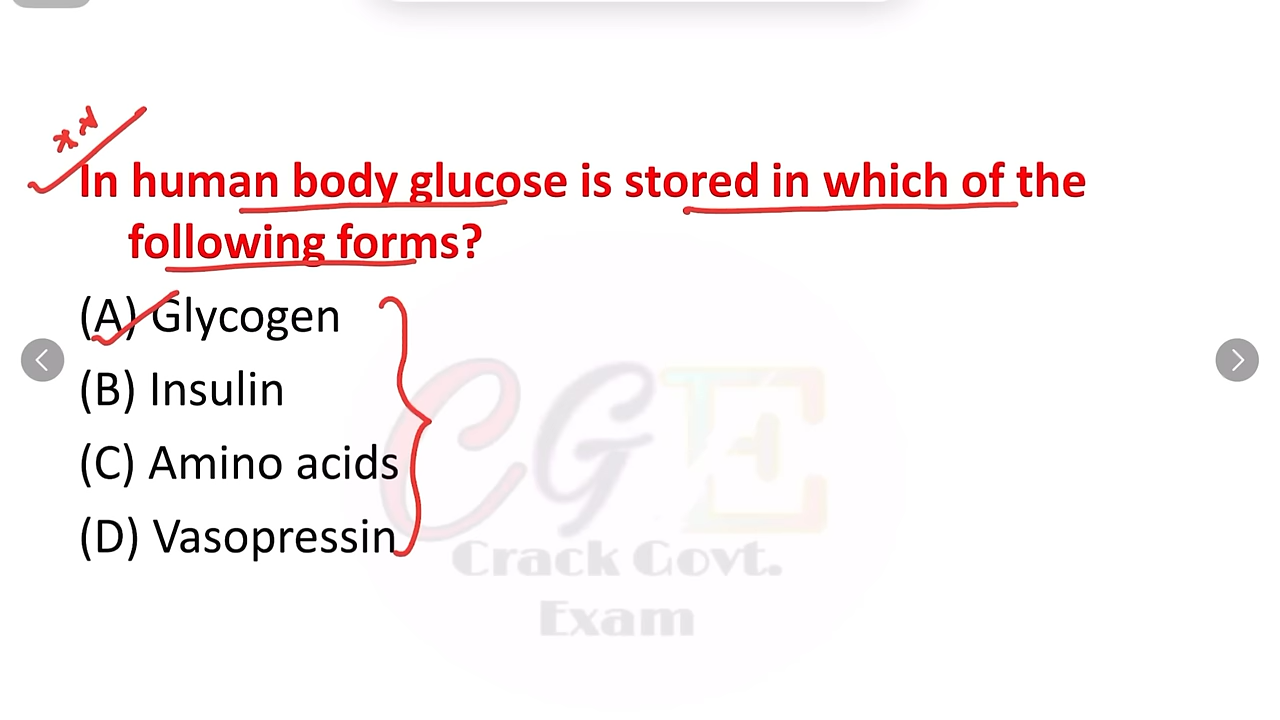 In human body glucose is stored in which of the
following forms?
(A) Glycogen
(B) Insulin
(C) Amino acids
(D) Vasopressin
CGE
Crack Govt.
Exam